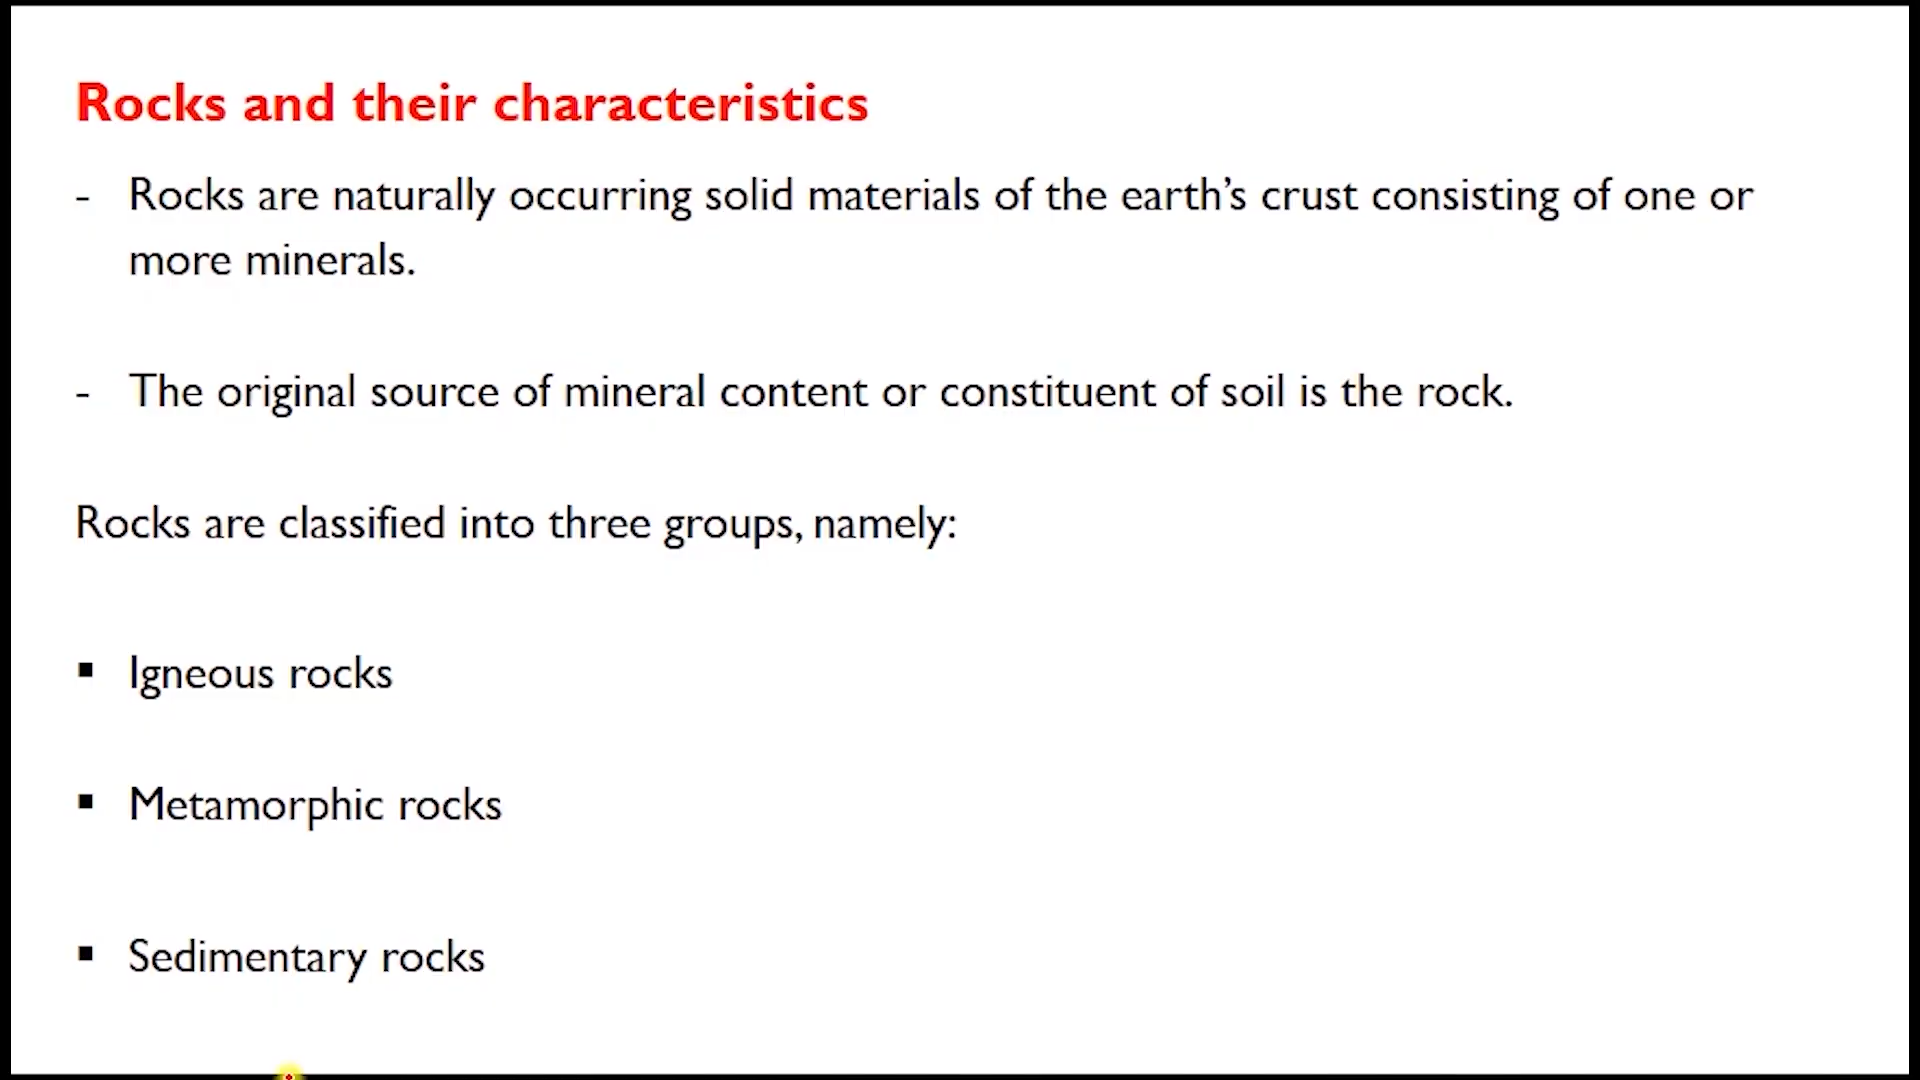 Rocks and their characteristics
- Rocks are naturally occurring solid materials of the earth’s crust consisting of one or
more minerals.
- The original source of mineral content or constituent of soil is the rock.
Rocks are classified into three groups, namely:
▪ Igneous rocks
▪ Metamorphic rocks
▪ Sedimentary rocks